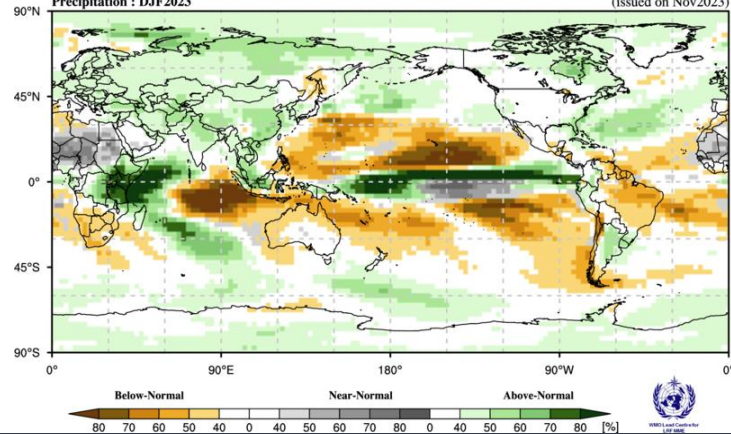 Precipitation : DJF2023
(issued on Nov2023)
90°N
45°N
0°
45°S
90°S
0°
90°E
180°
90°W
0°
Below-Normal
Near-Normal
Above-Normal
80 70 60 50 40 0 40 50 60 70 80 0 40 50 60 70 80 [%]
WMO Lead Centre for
LRFMME